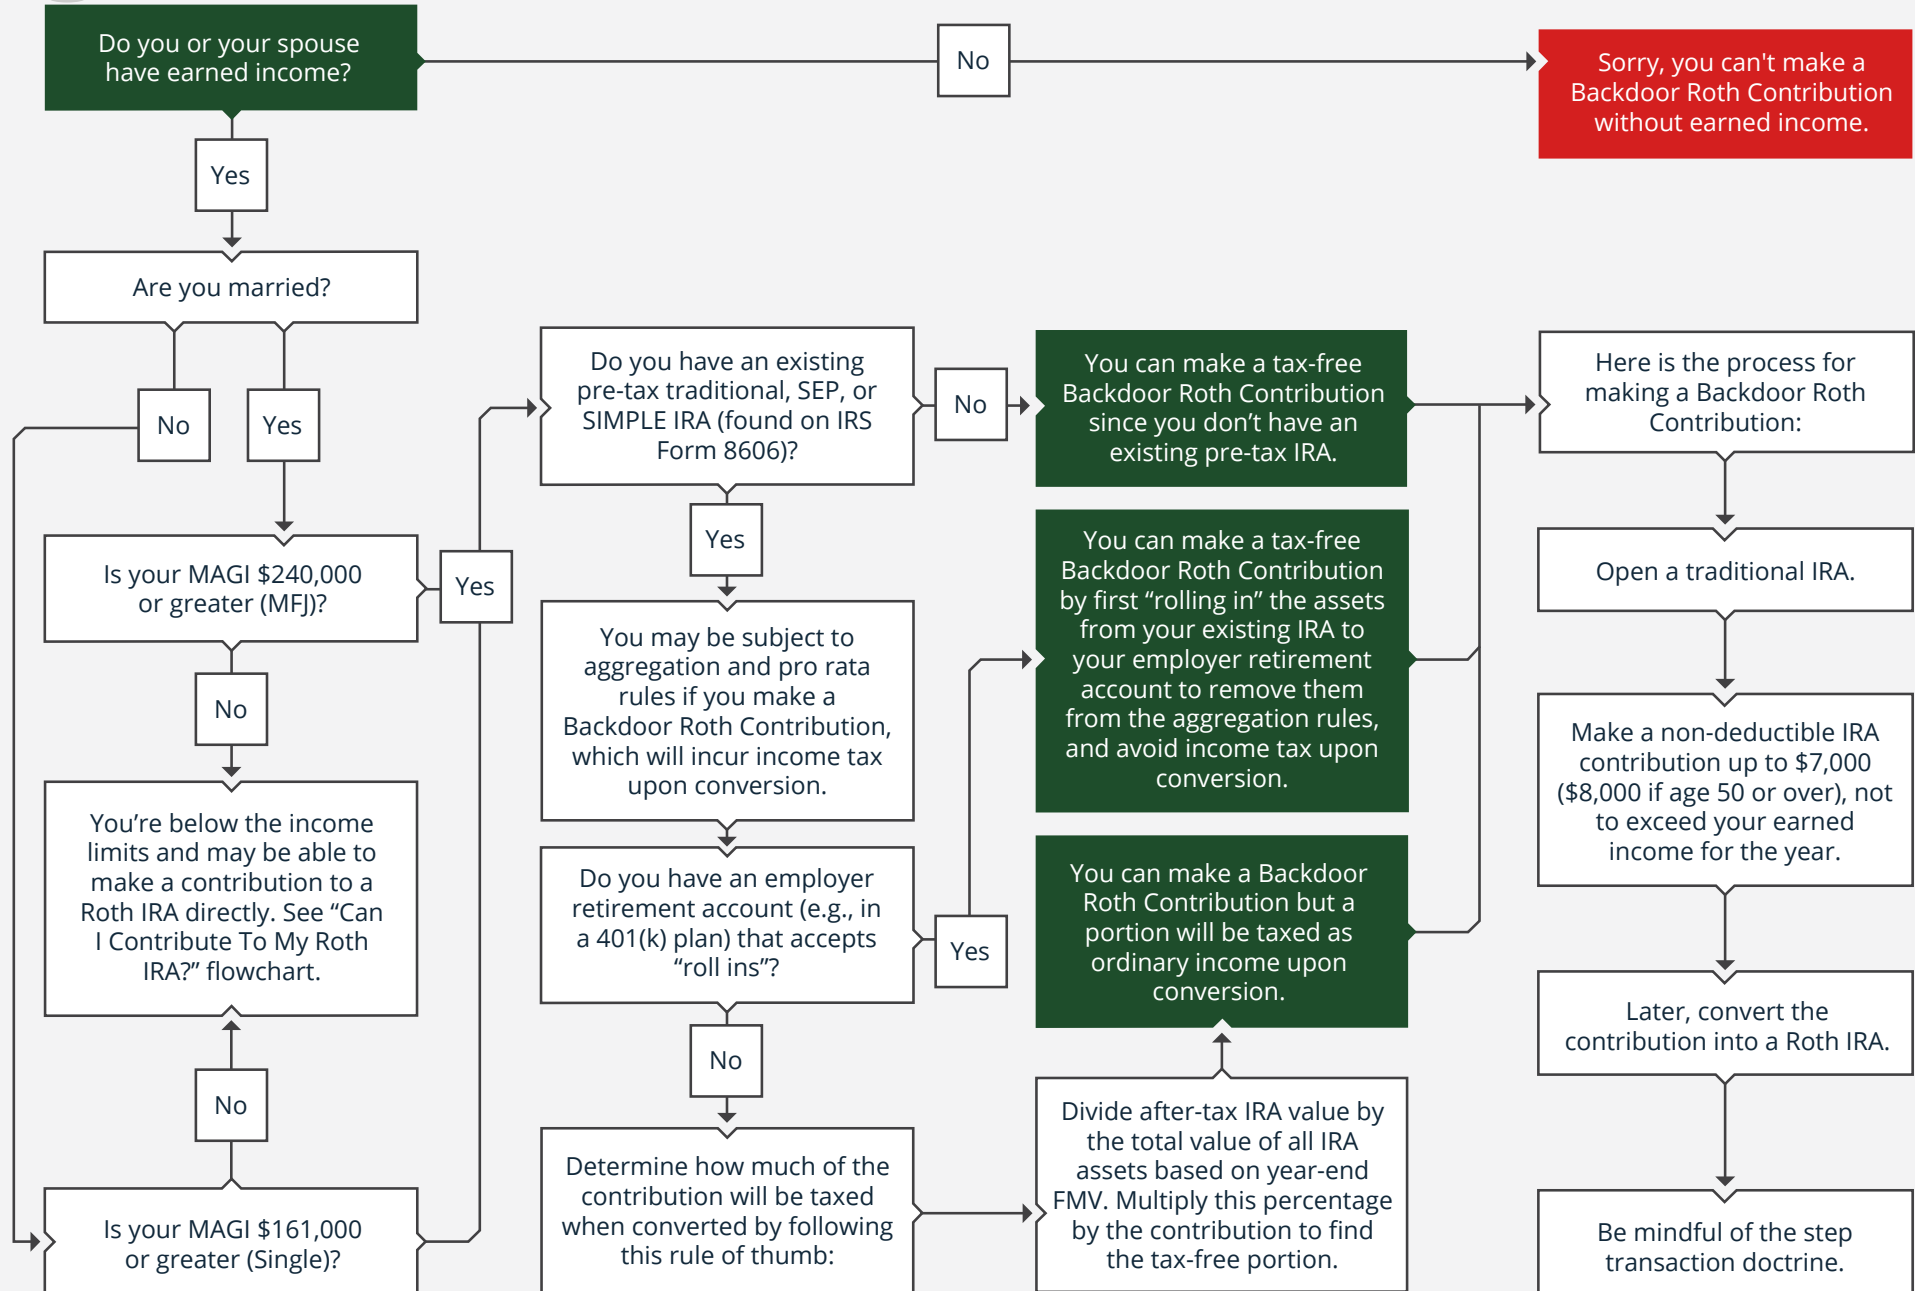 Do you or your spouse
have earned income?
No
Sorry, you can't make a
Backdoor Roth Contribution
without earned income.
Yes
Are you married?
No
Yes
Is your MAGI $240,000
or greater (MFJ)?
Yes
No
You’re below the income
limits and may be able to
make a contribution to a
Roth IRA directly. See “Can
I Contribute To My Roth
IRA?” flowchart.
No
Is your MAGI $161,000
or greater (Single)?
Do you have an existing
pre-tax traditional, SEP, or
SIMPLE IRA (found on IRS
Form 8606)?
No
Yes
You may be subject to
aggregation and pro rata
rules if you make a
Backdoor Roth Contribution,
which will incur income tax
upon conversion.
Do you have an employer
retirement account (e.g., in
a 401(k) plan) that accepts
“roll ins”?
Yes
No
Determine how much of the
contribution will be taxed
when converted by following
this rule of thumb:
You can make a tax-free
Backdoor Roth Contribution
since you don’t have an
existing pre-tax IRA.
You can make a tax-free
Backdoor Roth Contribution
by first “rolling in” the assets
from your existing IRA to
your employer retirement
account to remove them
from the aggregation rules,
and avoid income tax upon
conversion.
You can make a Backdoor
Roth Contribution but a
portion will be taxed as
ordinary income upon
conversion.
Divide after-tax IRA value by
the total value of all IRA
assets based on year-end
FMV. Multiply this percentage
by the contribution to find
the tax-free portion.
Here is the process for
making a Backdoor Roth
Contribution:
Open a traditional IRA.
Make a non-deductible IRA
contribution up to $7,000
($8,000 if age 50 or over), not
to exceed your earned
income for the year.
Later, convert the
contribution into a Roth IRA.
Be mindful of the step
transaction doctrine.